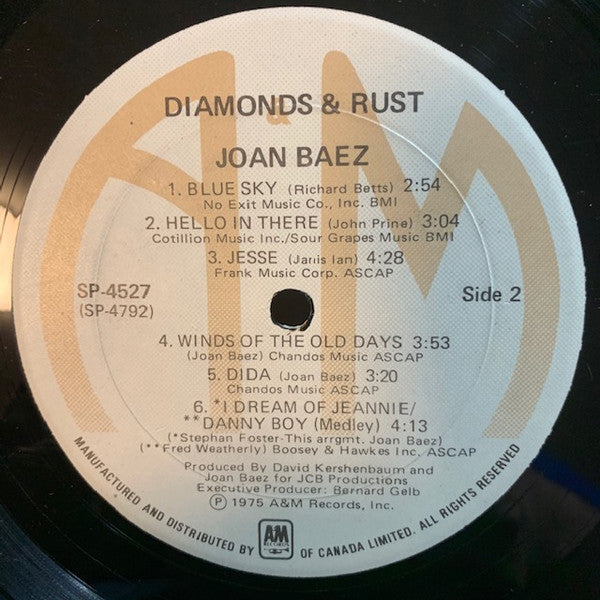 DIAMONDS & RUST
JOAN BAEZ
1. BLUE SKY (Richard Betts) 2:54
No Exit Music Co., Inc. BMI
2. HELLO IN THERE (John Prine) 3:04
Cotillion Music Inc./Sour Grapes Music BMI
3. JESSE (Janis Ian) 4:28
Frank Music Corp. ASCAP
SP-4527
(SP-4792)
Side 2
4. WINDS OF THE OLD DAYS 3:53
(Joan Baez) Chandos Music ASCAP
5. DIDA (Joan Baez) 3:20
Chandos Music ASCAP
6. *I DREAM OF JEANNIE/
**DANNY BOY (Medley) 4:13
(*Stephan Foster-This arrgmt. Joan Baez)
(**Fred Weatherly) Boosey & Hawkes Inc. ASCAP
Produced By David Kershenbaum and
Joan Baez for JCB Productions
Executive Producer: Bernard Gelb
Ⓟ 1975 A&M Records, Inc.
MANUFACTURED AND DISTRIBUTED BY A&M RECORDS OF CANADA LIMITED. ALL RIGHTS RESERVED
A&M